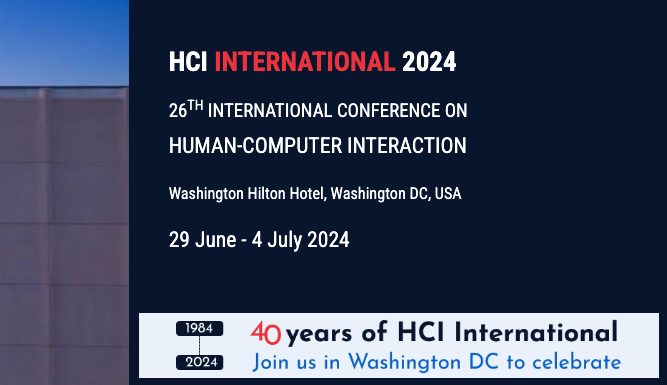 HCI INTERNATIONAL 2024
26TH INTERNATIONAL CONFERENCE ON
HUMAN-COMPUTER INTERACTION
Washington Hilton Hotel, Washington DC, USA
29 June - 4 July 2024
1984
2024
40 years of HCI International
Join us in Washington DC to celebrate